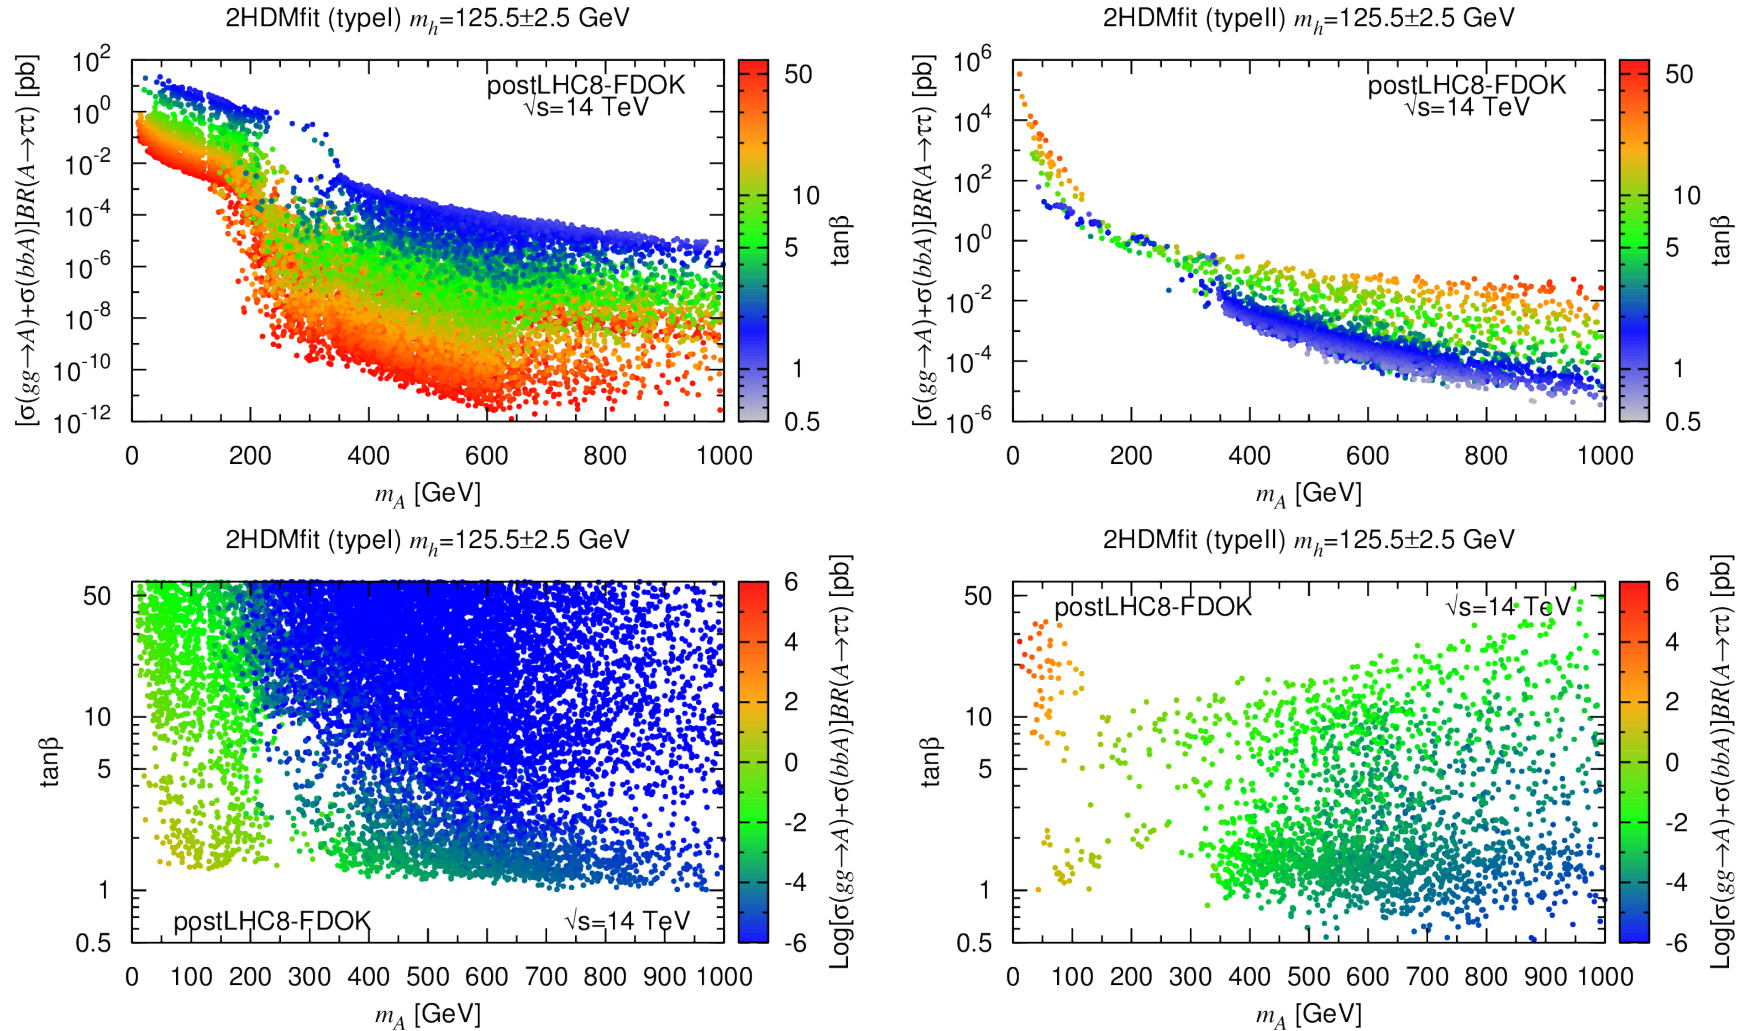 2HDMfit (typeI) m_h=125.5±2.5 GeV
[σ(gg→A)+σ(bbA)]BR(A→ττ) [pb]
10^2
10^0
10^-2
10^-4
10^-6
10^-8
10^-10
10^-12
postLHC8-FDOK
√s=14 TeV
0 200 400 600 800 1000
m_A [GeV]
50
10
5
1
0.5
tanβ
2HDMfit (typeII) m_h=125.5±2.5 GeV
[σ(gg→A)+σ(bbA)]BR(A→ττ) [pb]
10^6
10^4
10^2
10^0
10^-2
10^-4
10^-6
postLHC8-FDOK
√s=14 TeV
0 200 400 600 800 1000
m_A [GeV]
50
10
5
1
0.5
tanβ
2HDMfit (typeI) m_h=125.5±2.5 GeV
tanβ
50
10
5
1
0.5
postLHC8-FDOK √s=14 TeV
0 100 200 300 400 500 600 700 800 900 1000
m_A [GeV]
6
4
2
0
-2
-4
-6
Log[σ(gg→A)+σ(bbA)]BR(A→ττ) [pb]
2HDMfit (typeII) m_h=125.5±2.5 GeV
tanβ
50
10
5
1
0.5
postLHC8-FDOK √s=14 TeV
0 100 200 300 400 500 600 700 800 900 1000
m_A [GeV]
6
4
2
0
-2
-4
-6
Log[σ(gg→A)+σ(bbA)]BR(A→ττ) [pb]